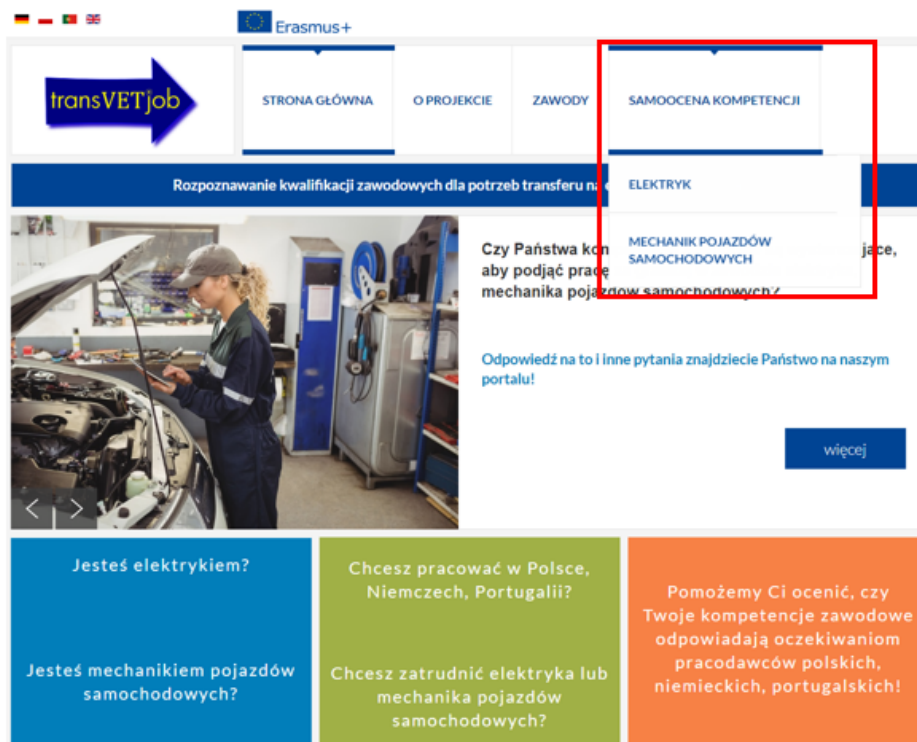 Erasmus+
transVETjob
STRONA GŁÓWNA
O PROJEKCIE
ZAWODY
SAMOOCENA KOMPETENCJI
Rozpoznawanie kwalifikacji zawodowych dla potrzeb transferu na
ELEKTRYK
MECHANIK POJAZDÓW
SAMOCHODOWYCH
Czy Państwa
aby podjąć pracę
mechanika pojazdów samochodowych?
Odpowiedź na to i inne pytania znajdziecie Państwo na naszym
portalu!
więcej
Jesteś elektrykiem?
Jesteś mechanikiem pojazdów
samochodowych?
Chcesz pracować w Polsce,
Niemczech, Portugalii?
Chcesz zatrudnić elektryka lub
mechanika pojazdów
samochodowych?
Pomożemy Ci ocenić, czy
Twoje kompetencje zawodowe
odpowiadają oczekiwaniom
pracodawców polskich,
niemieckich, portugalskich!